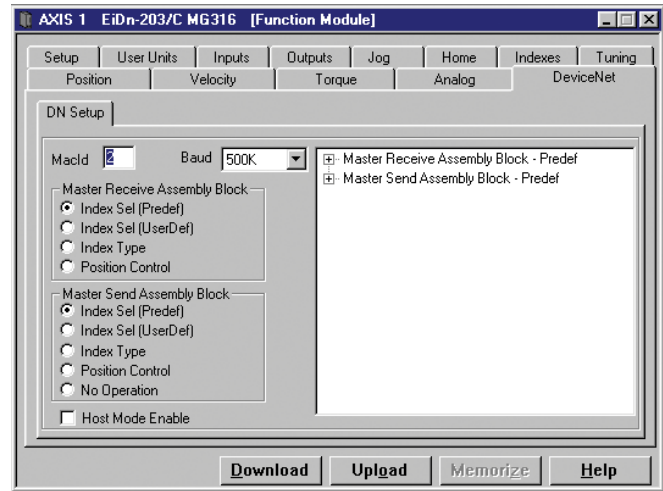 AXIS 1 EiDn-203/C MG316 [Function Module]
Setup User Units Inputs Outputs Jog Home Indexes Tuning
Position Velocity Torque Analog DeviceNet
DN Setup
MacId 2 Baud 500K
Master Receive Assembly Block
Index Sel (Predef)
Index Sel (UserDef)
Index Type
Position Control
Master Send Assembly Block
Index Sel (Predef)
Index Sel (UserDef)
Index Type
Position Control
No Operation
Host Mode Enable
Master Receive Assembly Block - Predef
Master Send Assembly Block - Predef
Download Upload Memorize Help